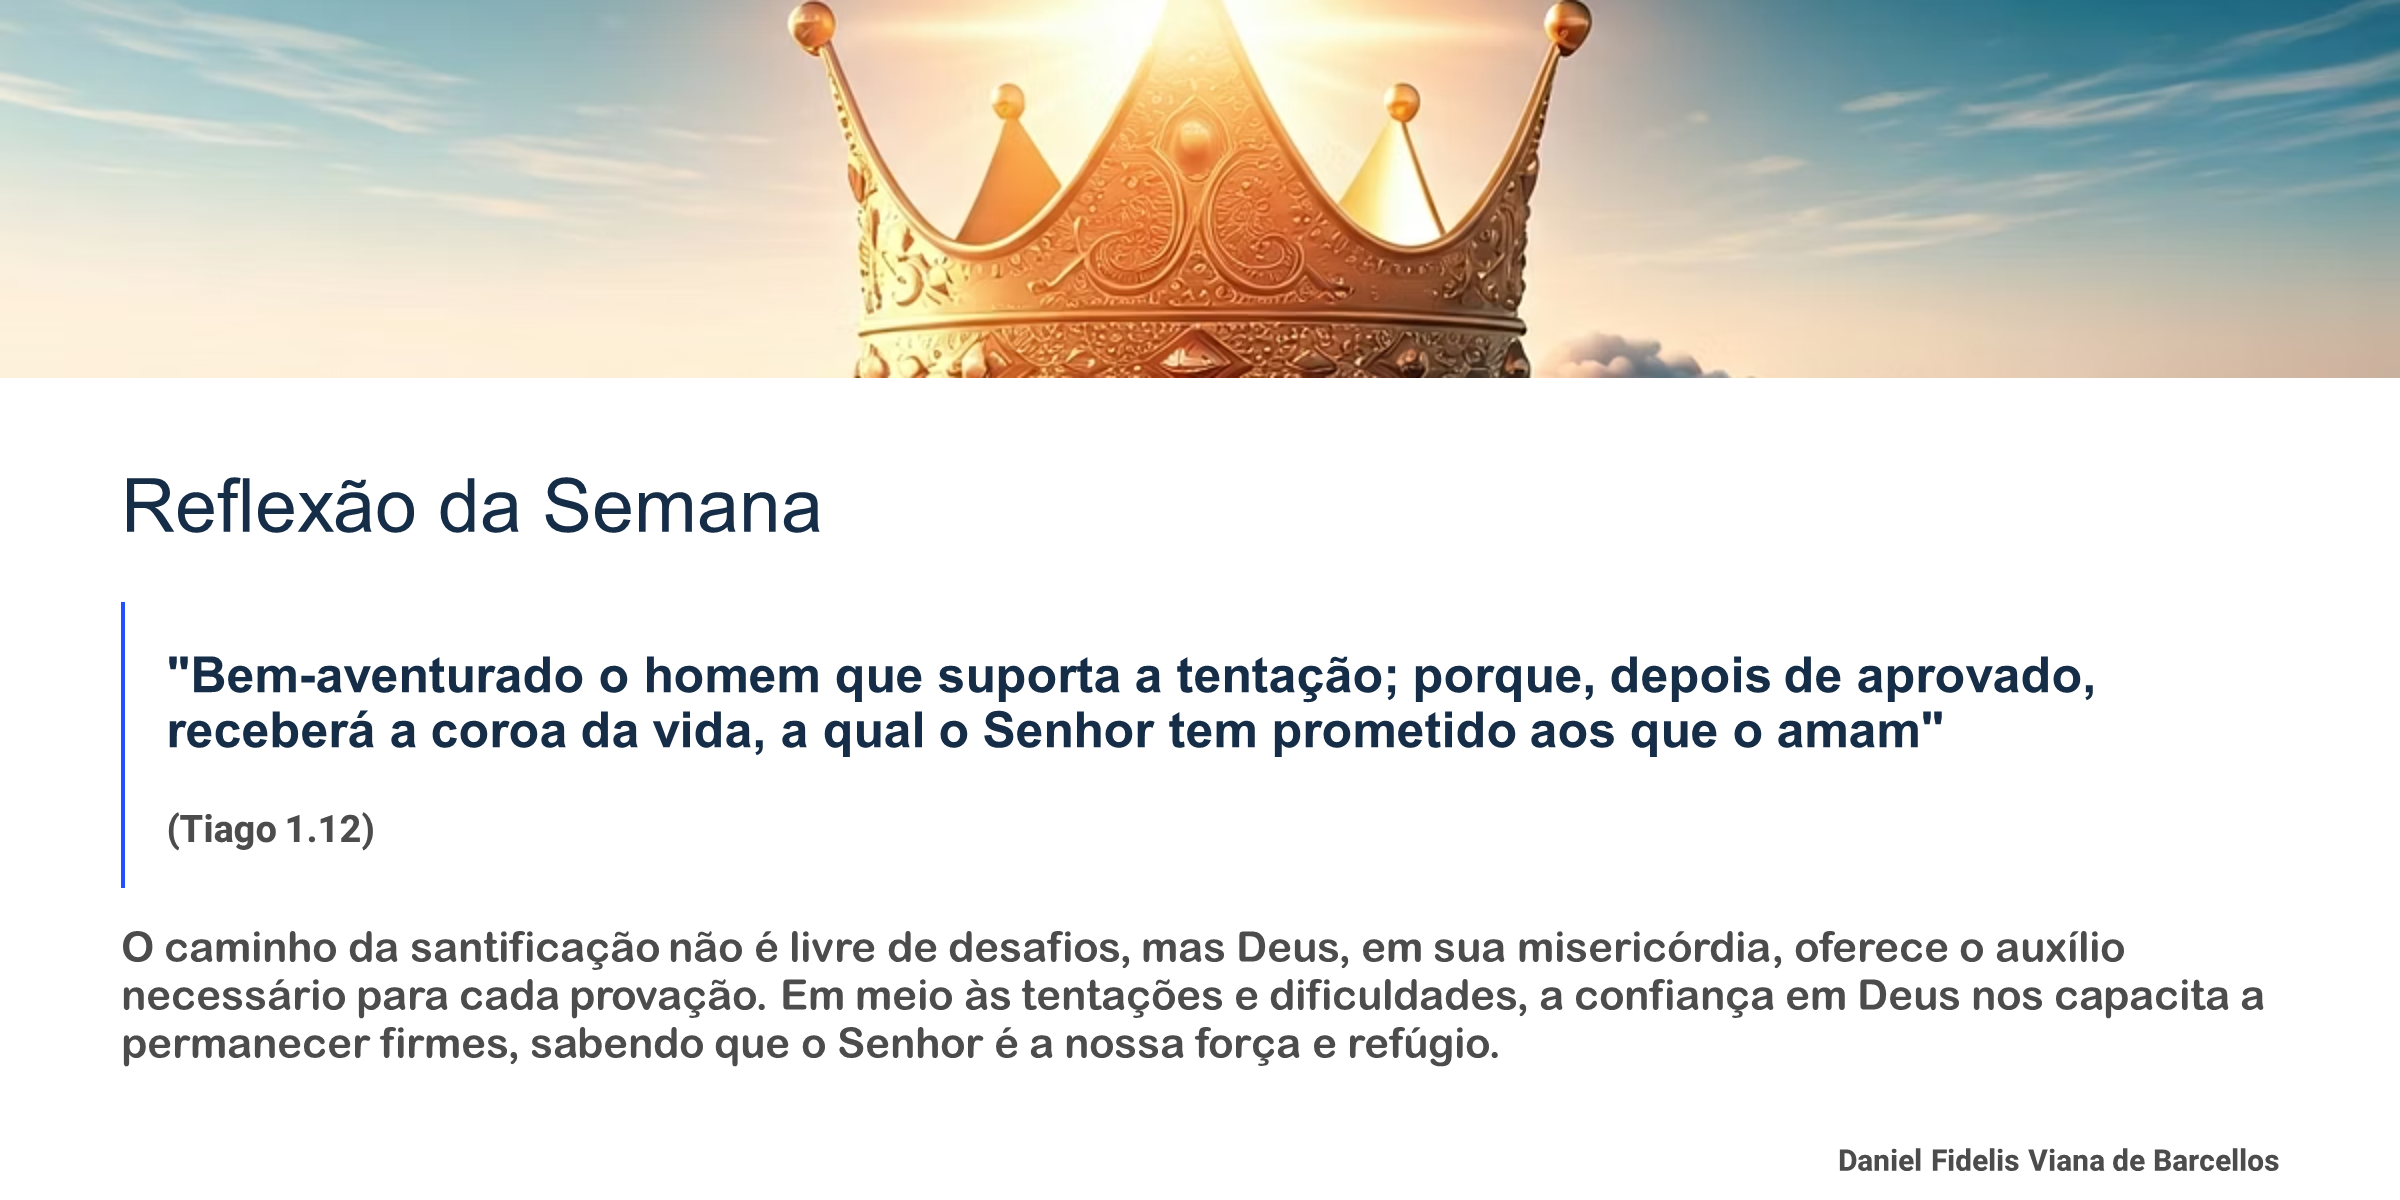 Reflexão da Semana
"Bem-aventurado o homem que suporta a tentação; porque, depois de aprovado,
receberá a coroa da vida, a qual o Senhor tem prometido aos que o amam"
(Tiago 1.12)
O caminho da santificação não é livre de desafios, mas Deus, em sua misericórdia, oferece o auxílio
necessário para cada provação. Em meio às tentações e dificuldades, a confiança em Deus nos capacita a
permanecer firmes, sabendo que o Senhor é a nossa força e refúgio.
Daniel Fidelis Viana de Barcellos